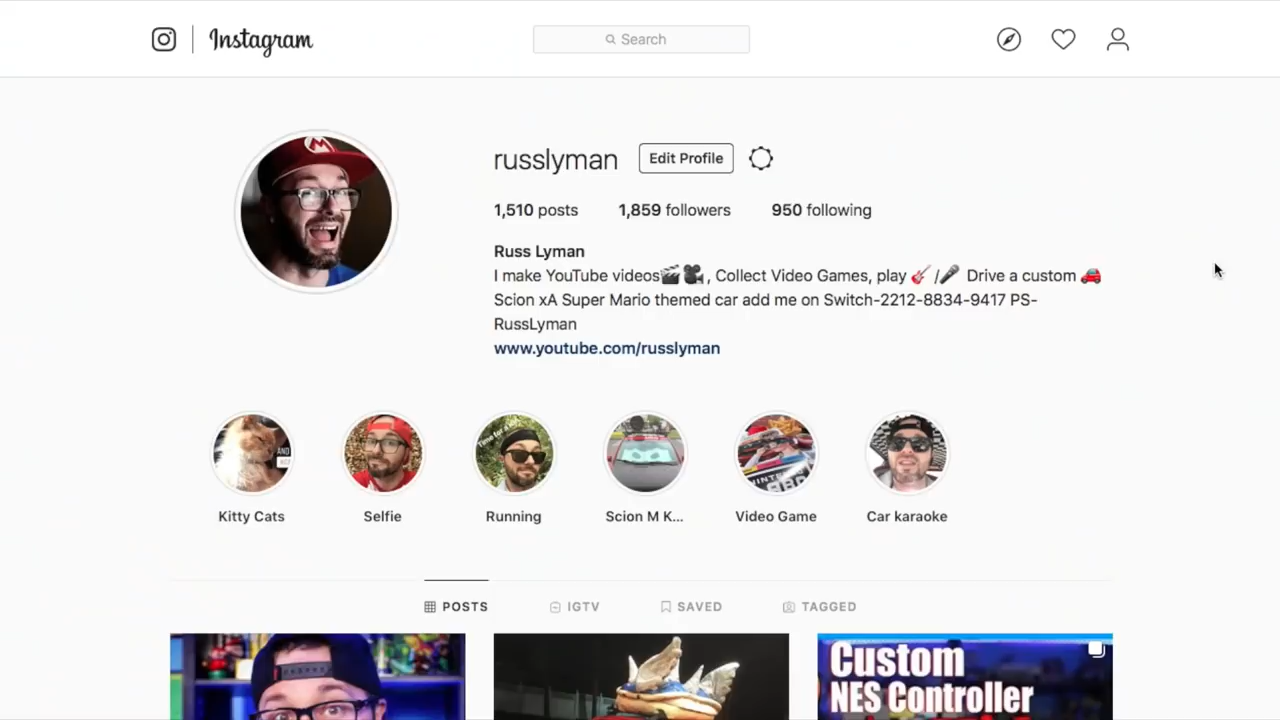 Instagram
Search
russlyman
Edit Profile
1,510 posts
1,859 followers
950 following
Russ Lyman
I make YouTube videos🎬🎥, Collect Video Games, play 🎸/🎤 Drive a custom 🚗
Scion xA Super Mario themed car add me on Switch-2212-8834-9417 PS-
RussLyman
www.youtube.com/russlyman
Time for a
AND
M
Kitty Cats
Selfie
Running
Scion M K...
Video Game
Car karaoke
POSTS
IGTV
SAVED
TAGGED
Custom
NES Controller